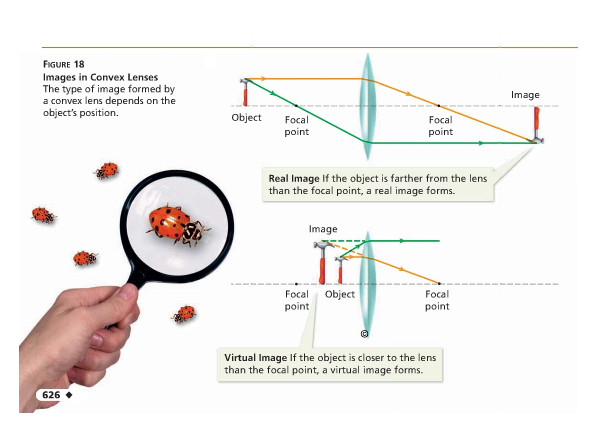 FIGURE 18
Images in Convex Lenses
The type of image formed by
a convex lens depends on the
object's position.
Image
Object
Focal
point
Focal
point
Real Image If the object is farther from the lens
than the focal point, a real image forms.
Image
Focal
point
Object
Focal
point
©
Virtual Image If the object is closer to the lens
than the focal point, a virtual image forms.
626 ◆